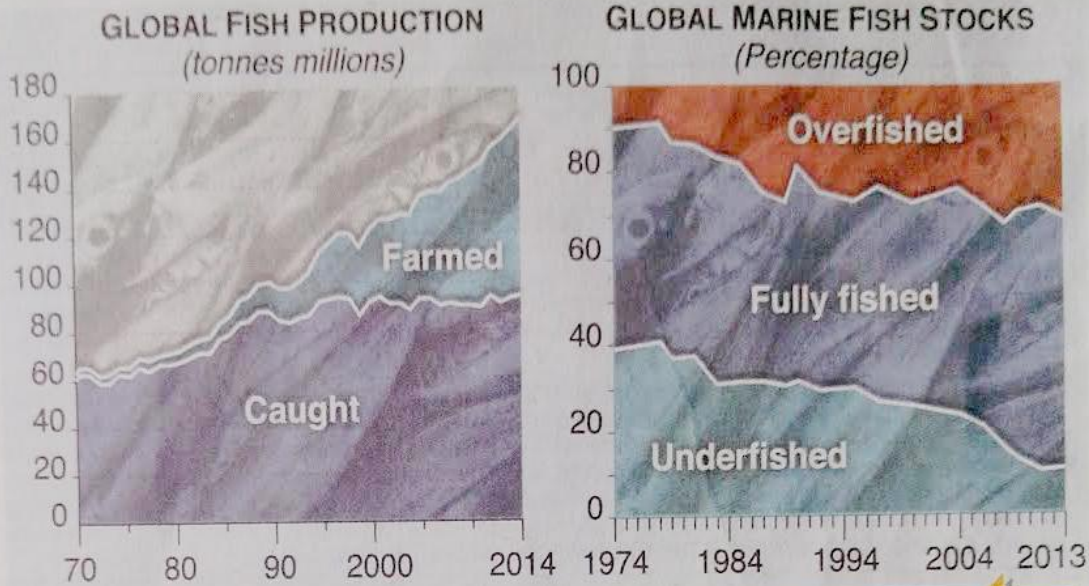 GLOBAL FISH PRODUCTION
(tonnes millions)
180
160
140
120
100
80
60
40
20
0
Farmed
Caught
70 80 90 2000 2014
GLOBAL MARINE FISH STOCKS
(Percentage)
100
80
60
40
20
0
Overfished
Fully fished
Underfished
1974 1984 1994 2004 2013